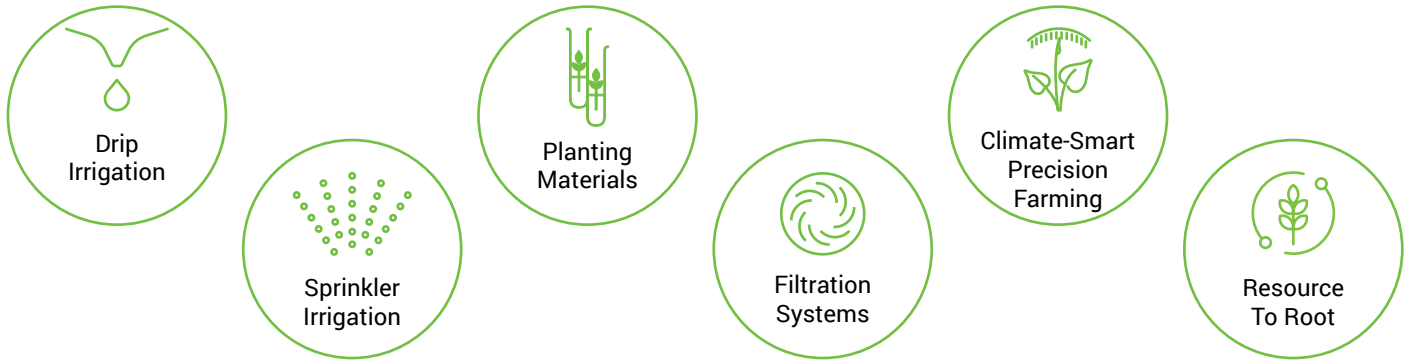 Drip
Irrigation
Sprinkler
Irrigation
Planting
Materials
Filtration
Systems
Climate-Smart
Precision
Farming
Resource
To Root